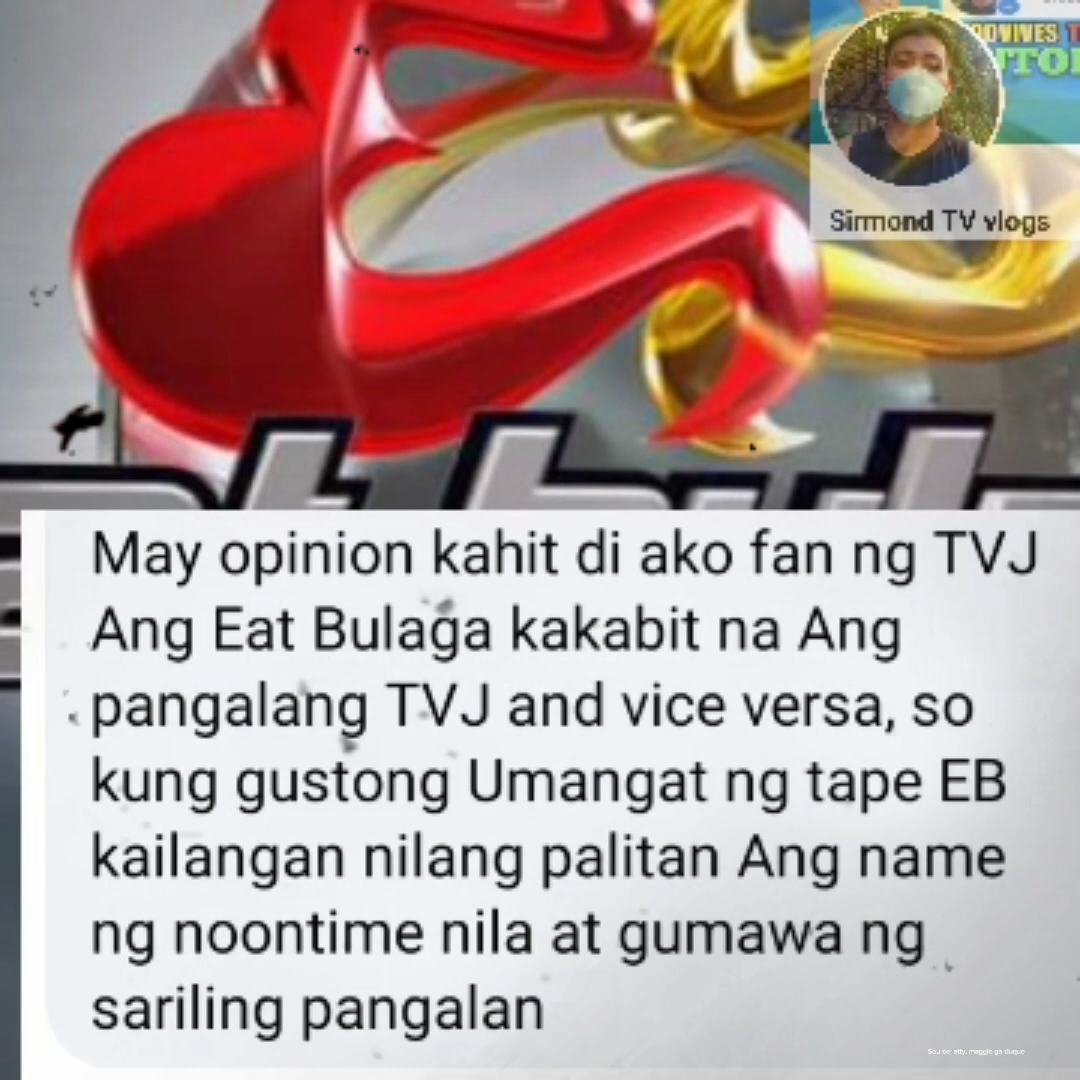 Sirmond TV vlogs
May opinion kahit di ako fan ng TVJ
Ang Eat Bulaga kakabit na Ang
pangalang TVJ and vice versa, so
kung gustong Umangat ng tape EB
kailangan nilang palitan Ang name
ng noontime nila at gumawa ng
sariling pangalan